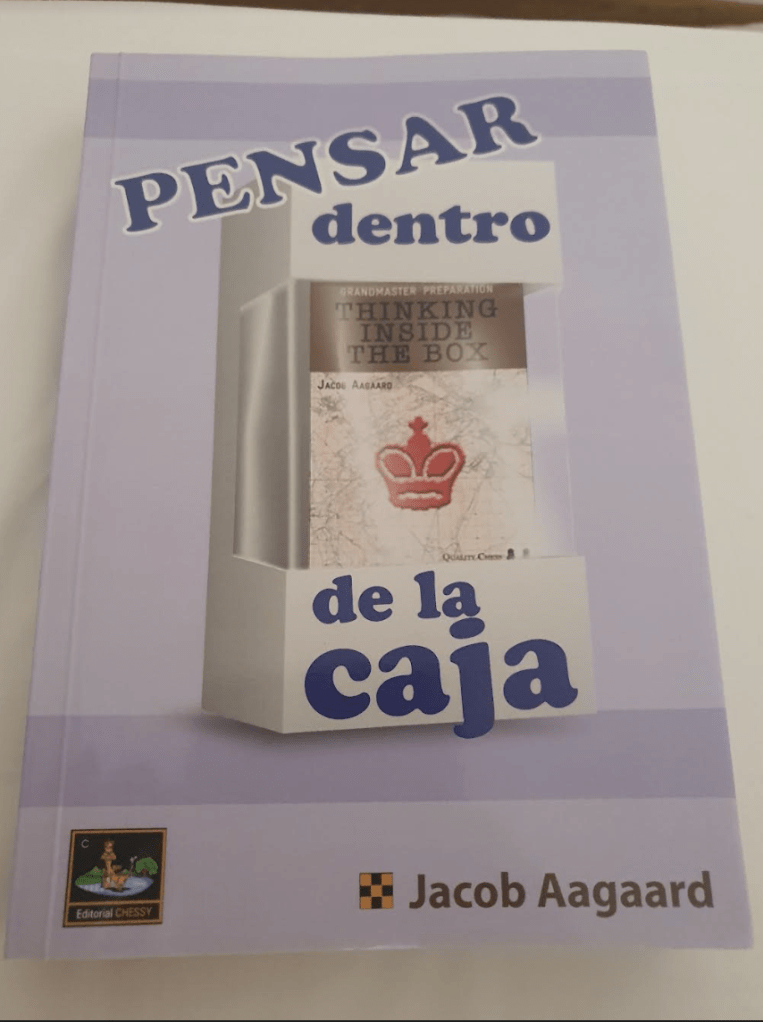 PENSAR
dentro
GRANDMASTER PREPARATION
THINKING
INSIDE
THE BOX
JACOB AAGAARD
QUALITY CHESS
de la
caja
C
Editorial CHESSY
Jacob Aagaard